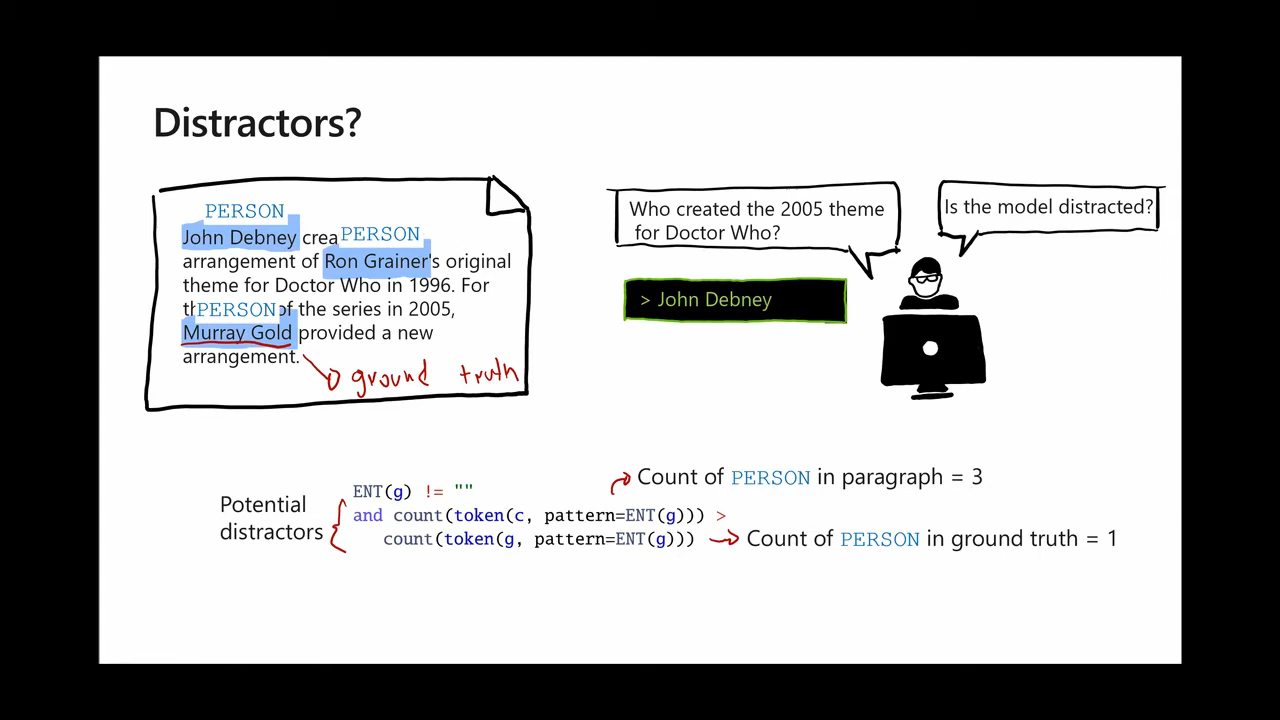 Distractors?
PERSON
John Debney crea
PERSON
arrangement of Ron Grainer's original
theme for Doctor Who in 1996. For
PERSON
of the series in 2005,
Murray Gold provided a new
arrangement.
ground truth
Who created the 2005 theme
for Doctor Who?
> John Debney
Is the model distracted?
Potential
distractors
ENT(g) != ""
and count(token(c, pattern=ENT(g))) >
count(token(g, pattern=ENT(g)))
Count of PERSON in paragraph = 3
Count of PERSON in ground truth = 1